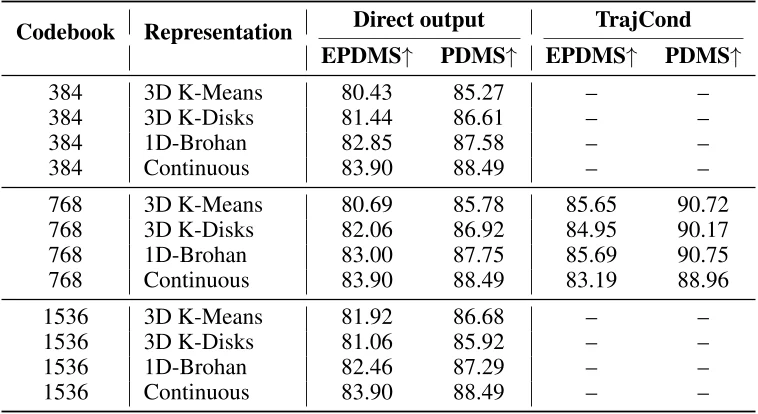 Codebook Representation Direct output TrajCond
EPDMS↑ PDMS↑ EPDMS↑ PDMS↑
384 3D K-Means 80.43 85.27 – –
384 3D K-Disks 81.44 86.61 – –
384 1D-Brohan 82.85 87.58 – –
384 Continuous 83.90 88.49 – –
768 3D K-Means 80.69 85.78 85.65 90.72
768 3D K-Disks 82.06 86.92 84.95 90.17
768 1D-Brohan 83.00 87.75 85.69 90.75
768 Continuous 83.90 88.49 83.19 88.96
1536 3D K-Means 81.92 86.68 – –
1536 3D K-Disks 81.06 85.92 – –
1536 1D-Brohan 82.46 87.29 – –
1536 Continuous 83.90 88.49 – –